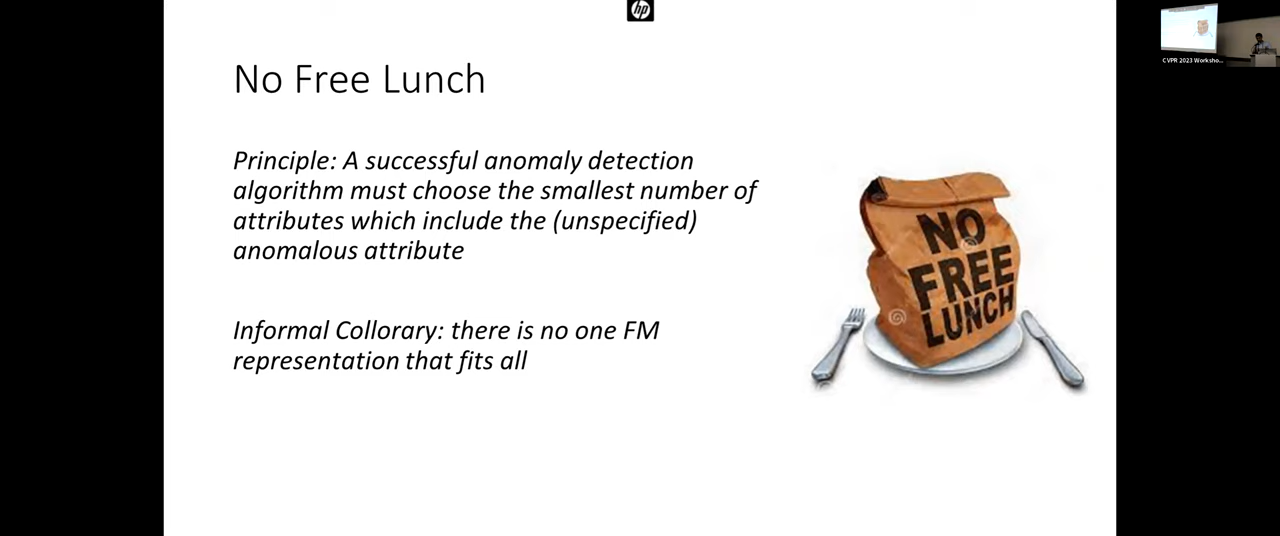 hp
No Free Lunch
Principle: A successful anomaly detection
algorithm must choose the smallest number of
attributes which include the (unspecified)
anomalous attribute
Informal Collorary: there is no one FM
representation that fits all
NO
FREE
LUNCH
CVPR 2023 Worksho...